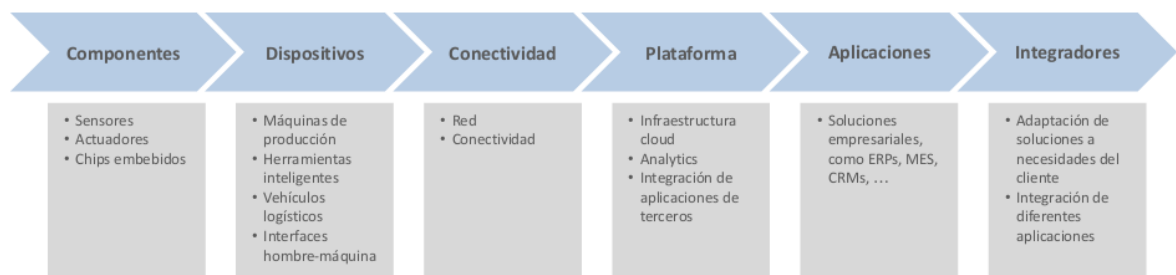 Componentes
Dispositivos
Conectividad
Plataforma
Aplicaciones
Integradores
• Sensores
• Actuadores
• Chips embebidos
• Máquinas de
producción
• Herramientas
inteligentes
• Vehículos
logísticos
• Interfaces
hombre-máquina
• Red
• Conectividad
• Infraestructura
cloud
• Analytics
• Integración de
aplicaciones de
terceros
• Soluciones
empresariales,
como ERPs, MES,
CRMs, ...
• Adaptación de
soluciones a
necesidades del
cliente
• Integración de
diferentes
aplicaciones